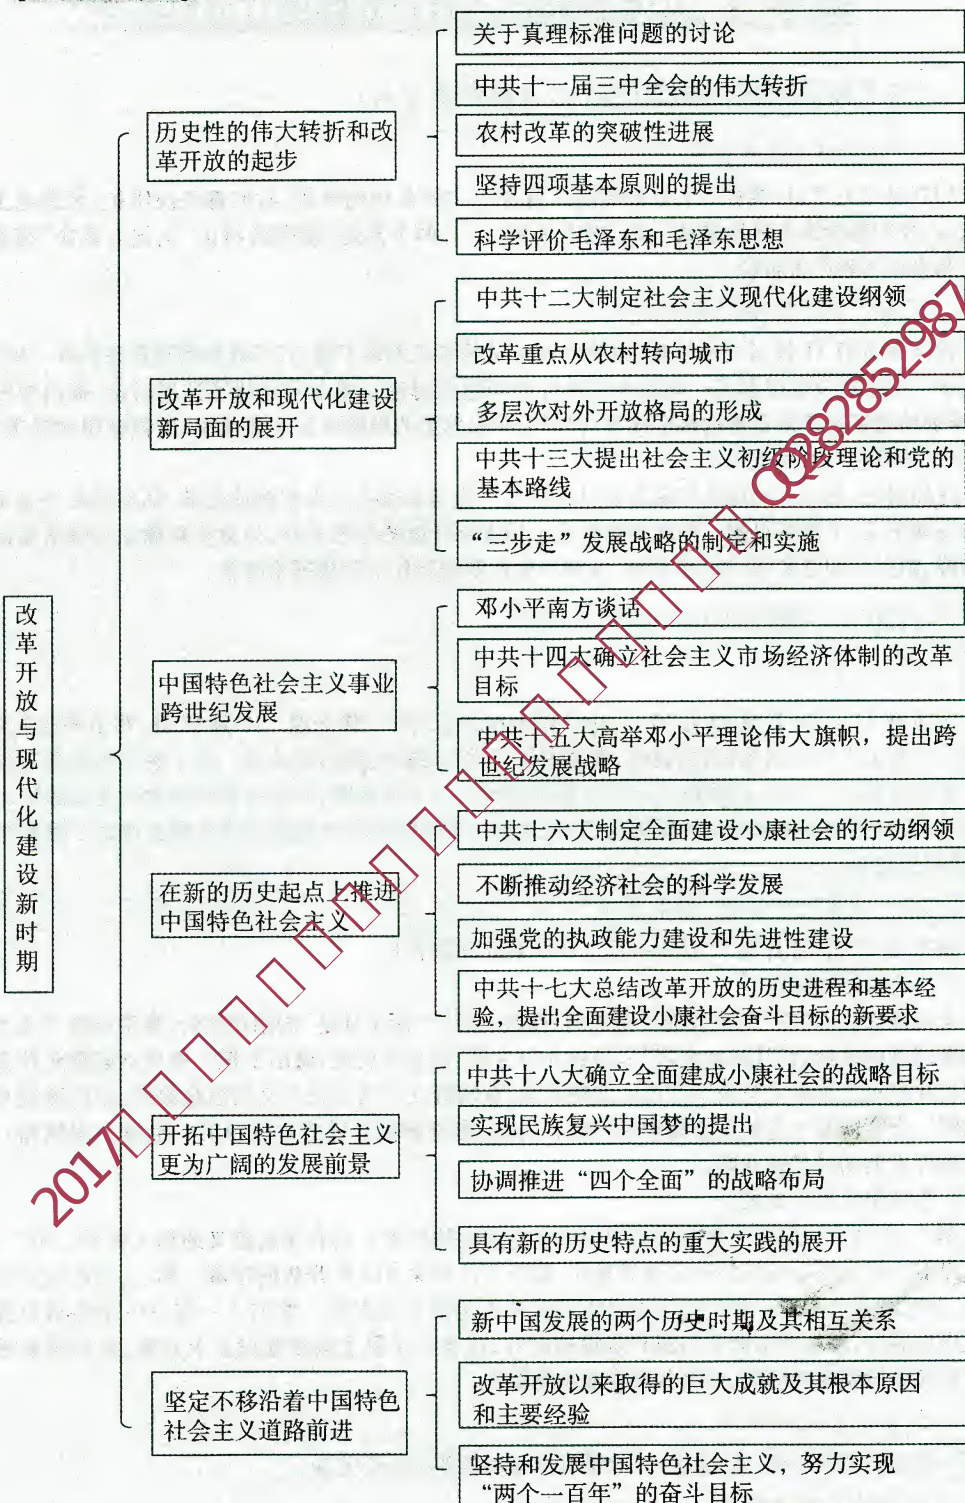 改革开放与现代化建设新时期
历史性的伟大转折和改
革开放的起步
关于真理标准问题的讨论
中共十一届三中全会的伟大转折
农村改革的突破性进展
坚持四项基本原则的提出
科学评价毛泽东和毛泽东思想
改革开放和现代化建设
新局面的展开
中共十二大制定社会主义现代化建设纲领
改革重点从农村转向城市
多层次对外开放格局的形成
中共十三大提出社会主义初级阶段理论和党的
基本路线
“三步走”发展战略的制定和实施
中国特色社会主义事业
跨世纪发展
邓小平南方谈话
中共十四大确立社会主义市场经济体制的改革
目标
中共十五大高举邓小平理论伟大旗帜，提出跨
世纪发展战略
在新的历史起点上推进
中国特色社会主义
中共十六大制定全面建设小康社会的行动纲领
不断推动经济社会的科学发展
加强党的执政能力建设和先进性建设
中共十七大总结改革开放的历史进程和基本经
验，提出全面建设小康社会奋斗目标的新要求
开拓中国特色社会主义
更为广阔的发展前景
中共十八大确立全面建成小康社会的战略目标
实现民族复兴中国梦的提出
协调推进“四个全面”的战略布局
具有新的历史特点的重大实践的展开
坚定不移沿着中国特色
社会主义道路前进
新中国发展的两个历史时期及其相互关系
改革开放以来取得的巨大成就及其根本原因
和主要经验
坚持和发展中国特色社会主义，努力实现
“两个一百年”的奋斗目标
2017
QQ282852987